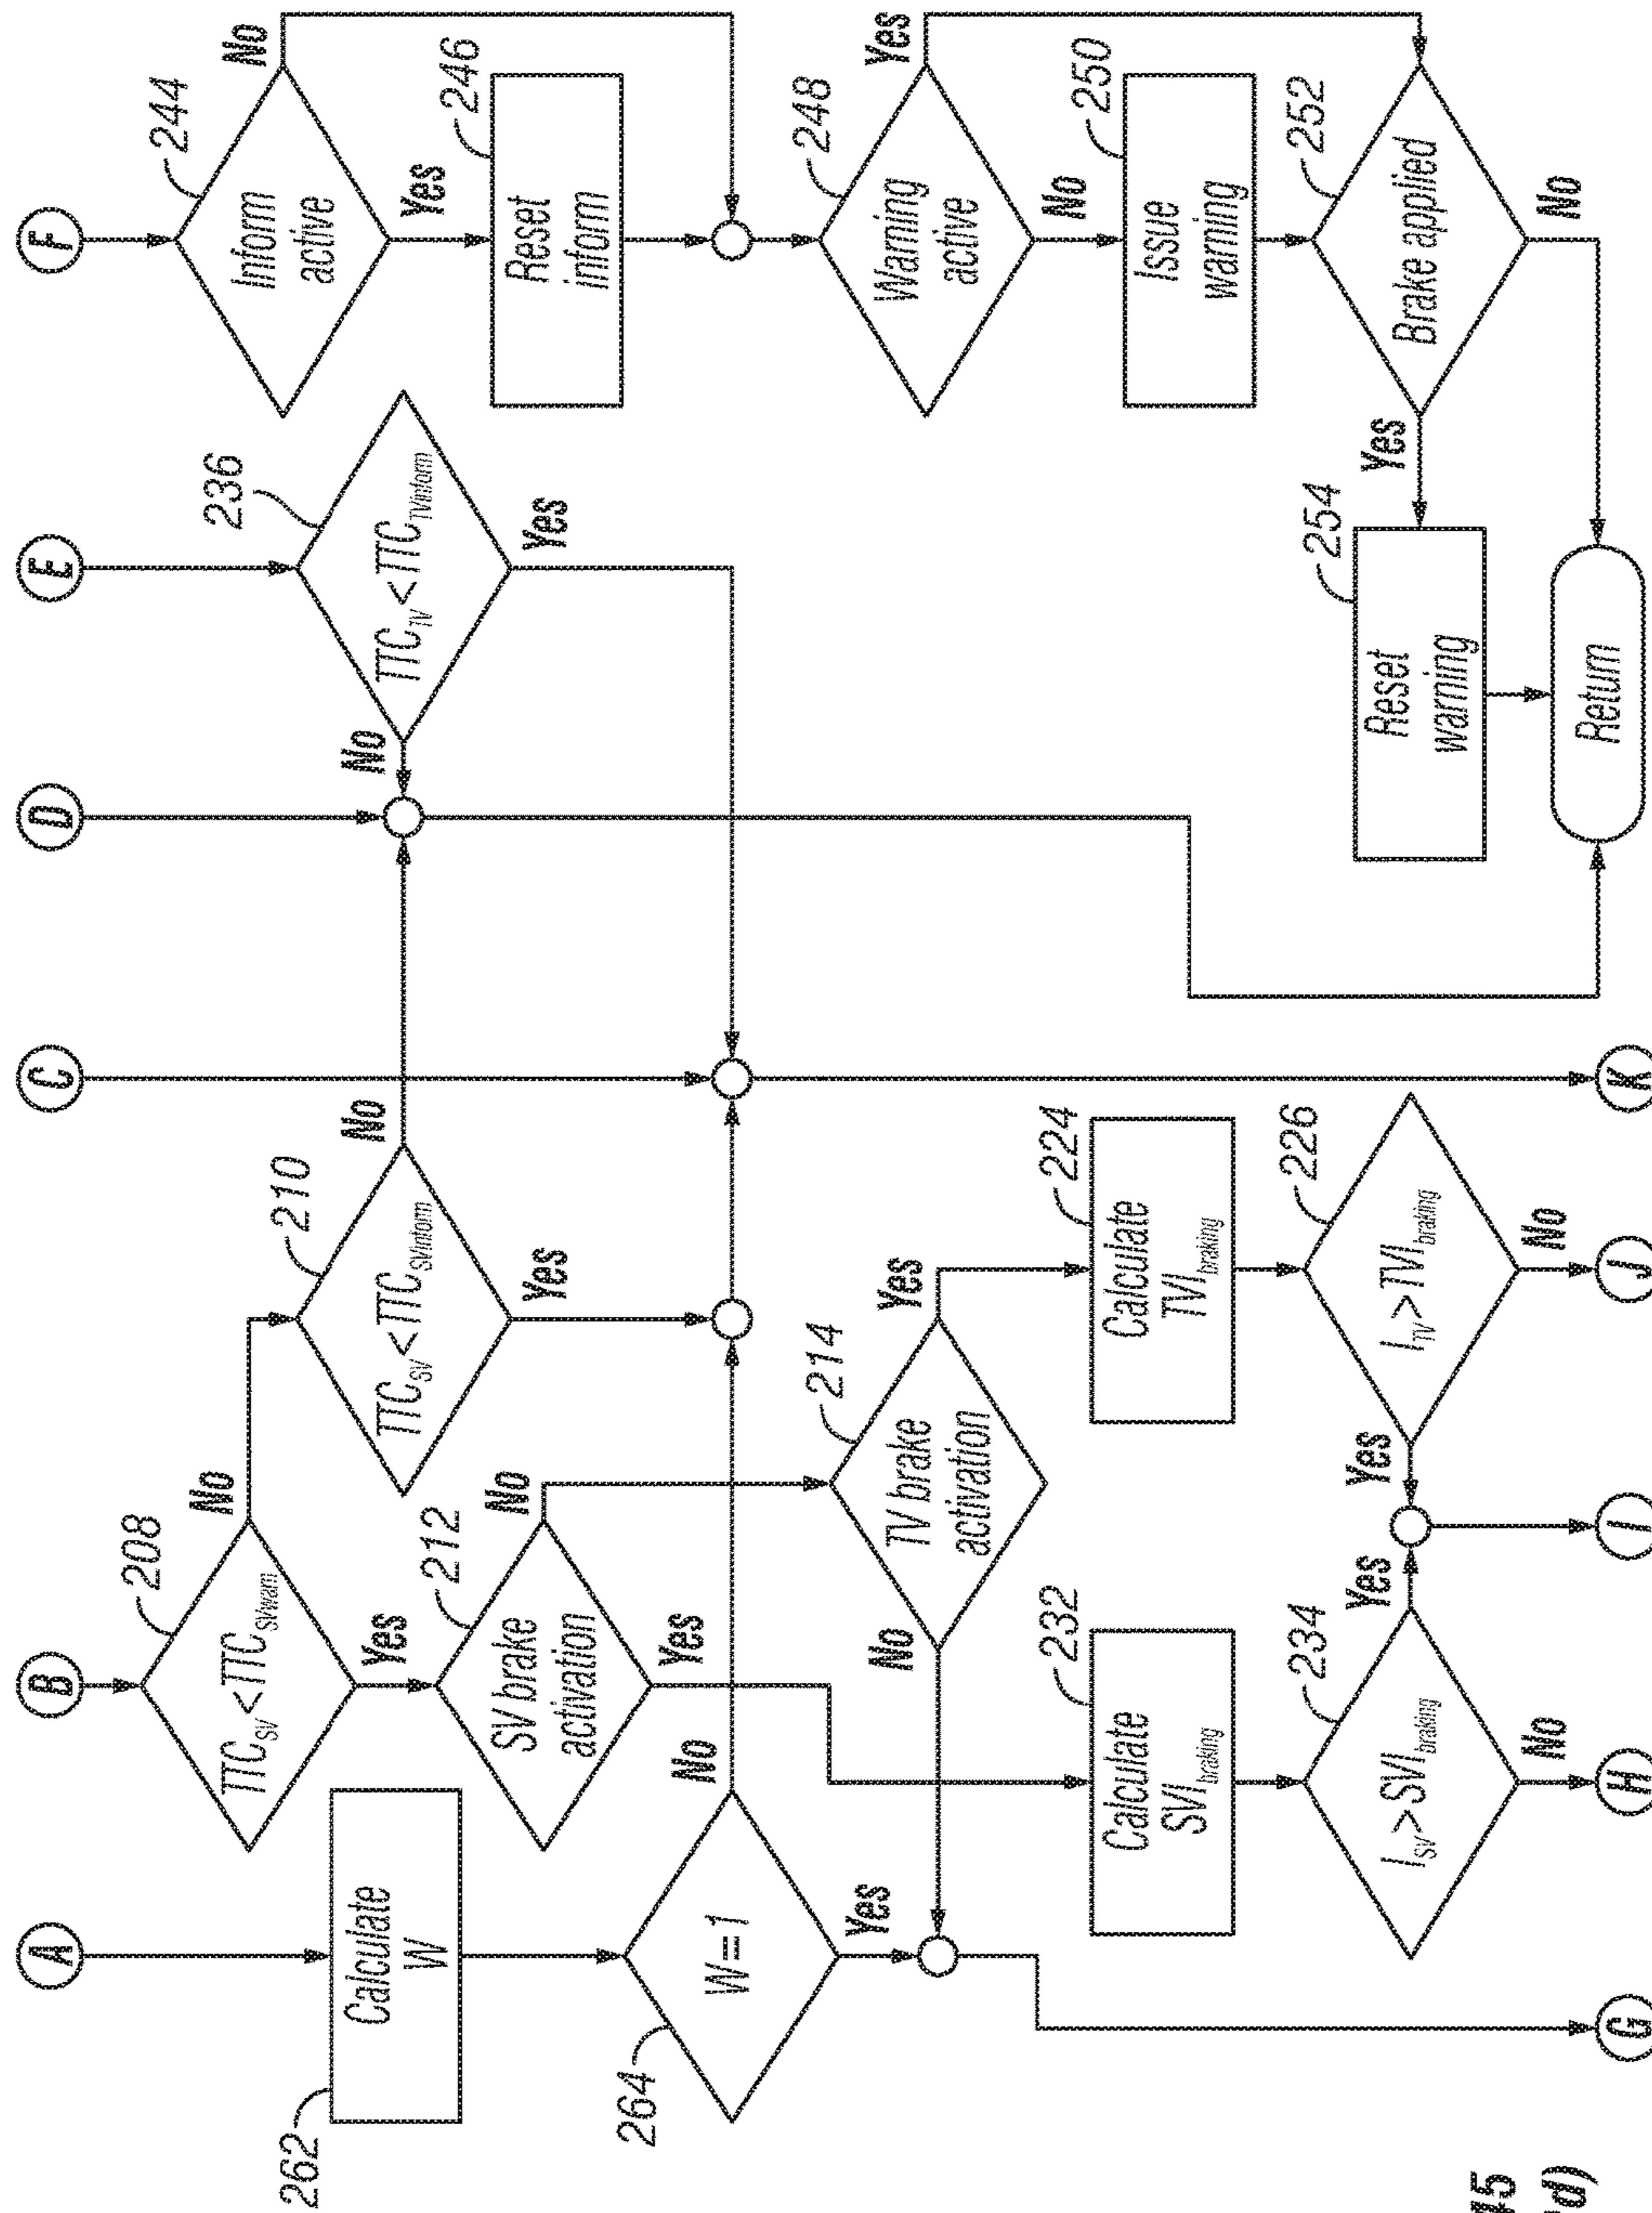 A
B
C
D
E
F
262
Calculate
W
264
W=1
No
Yes
208
TTC_SV <TTC_SVwarn
No
Yes
212
SV brake
activation
No
Yes
210
TTC_SV <TTC_SVinform
No
Yes
214
TV brake
activation
Yes
No
232
Calculate
SVI_braking
234
I_SV >SVI_braking
Yes
No
224
Calculate
TVI_braking
226
I_TV >TVI_braking
Yes
No
236
TTC_TV <TTC_TVinform
No
Yes
244
Inform
active
No
Yes
246
Reset
inform
248
Warning
active
Yes
No
250
Issue
warning
252
Brake applied
Yes
No
254
Reset
warning
Return
G
H
I
J
K